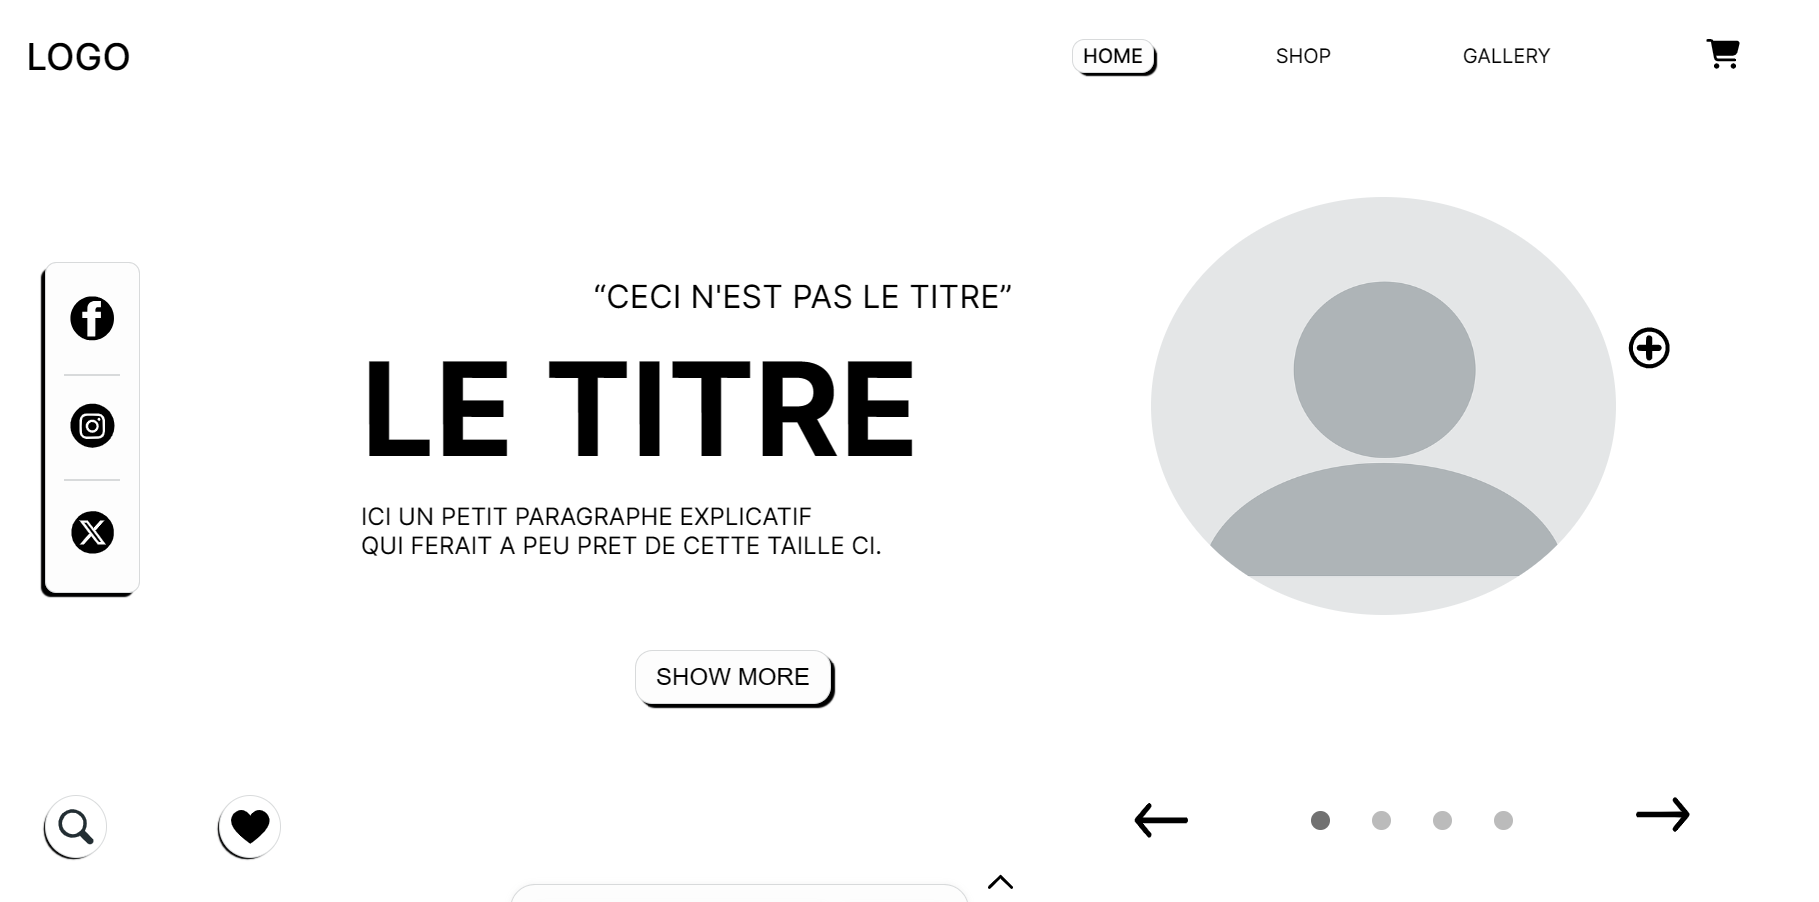 LOGO
HOME
SHOP
GALLERY
“CECI N'EST PAS LE TITRE”
LE TITRE
ICI UN PETIT PARAGRAPHE EXPLICATIF
QUI FERAIT A PEU PRET DE CETTE TAILLE CI.
SHOW MORE